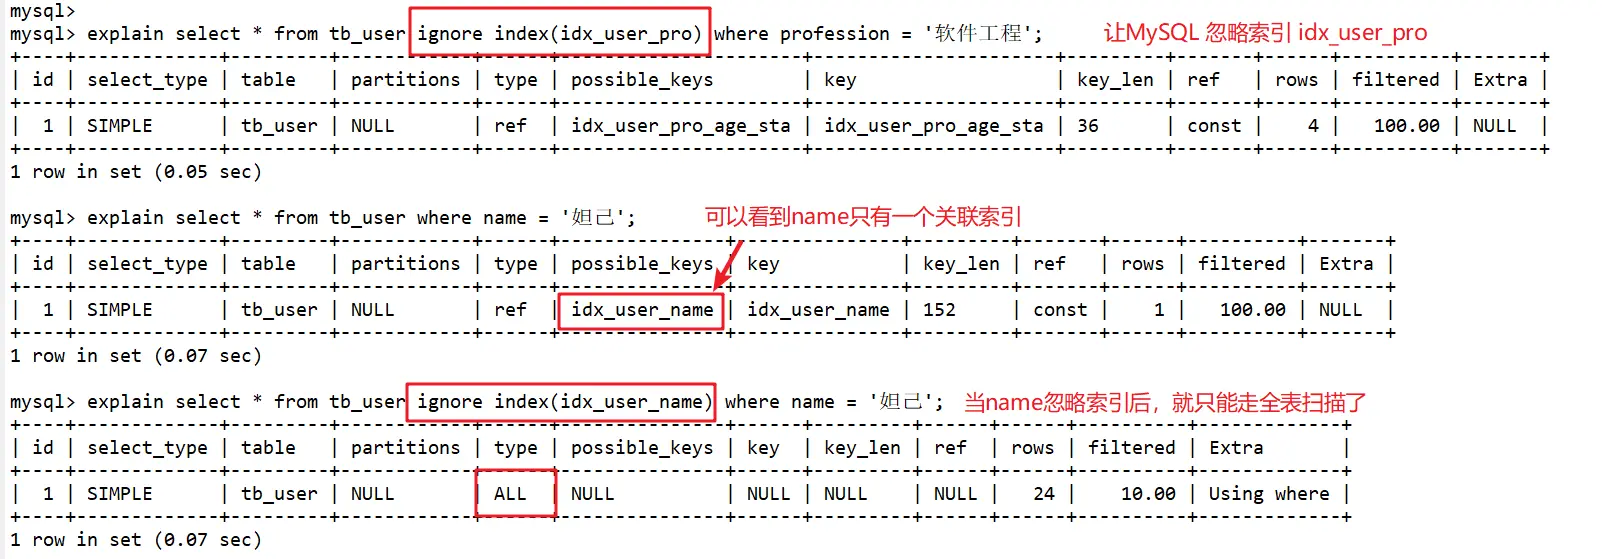 mysql>
mysql> explain select * from tb_user ignore index(idx_user_pro) where profession = '软件工程'; 让MySQL 忽略索引 idx_user_pro
+----+-------------+---------+------------+------+----------------------+----------------------+---------+-------+------+----------+-------+
| id | select_type | table   | partitions | type | possible_keys        | key                  | key_len | ref   | rows | filtered | Extra |
+----+-------------+---------+------------+------+----------------------+----------------------+---------+-------+------+----------+-------+
|  1 | SIMPLE      | tb_user | NULL       | ref  | idx_user_pro_age_sta | idx_user_pro_age_sta | 36      | const |    4 |   100.00 | NULL  |
+----+-------------+---------+------------+------+----------------------+----------------------+---------+-------+------+----------+-------+
1 row in set (0.05 sec)
mysql> explain select * from tb_user where name = '妲己'; 可以看到name只有一个关联索引
+----+-------------+---------+------------+------+---------------+---------------+---------+-------+------+----------+-------+
| id | select_type | table   | partitions | type | possible_keys | key           | key_len | ref   | rows | filtered | Extra |
+----+-------------+---------+------------+------+---------------+---------------+---------+-------+------+----------+-------+
|  1 | SIMPLE      | tb_user | NULL       | ref  | idx_user_name | idx_user_name | 152     | const |    1 |   100.00 | NULL  |
+----+-------------+---------+------------+------+---------------+---------------+---------+-------+------+----------+-------+
1 row in set (0.07 sec)
mysql> explain select * from tb_user ignore index(idx_user_name) where name = '妲己'; 当name忽略索引后，就只能走全表扫描了
+----+-------------+---------+------------+------+---------------+------+---------+------+------+----------+-------------+
| id | select_type | table   | partitions | type | possible_keys | key  | key_len | ref  | rows | filtered | Extra       |
+----+-------------+---------+------------+------+---------------+------+---------+------+------+----------+-------------+
|  1 | SIMPLE      | tb_user | NULL       | ALL  | NULL          | NULL | NULL    | NULL |   24 |    10.00 | Using where |
+----+-------------+---------+------------+------+---------------+------+---------+------+------+----------+-------------+
1 row in set (0.07 sec)